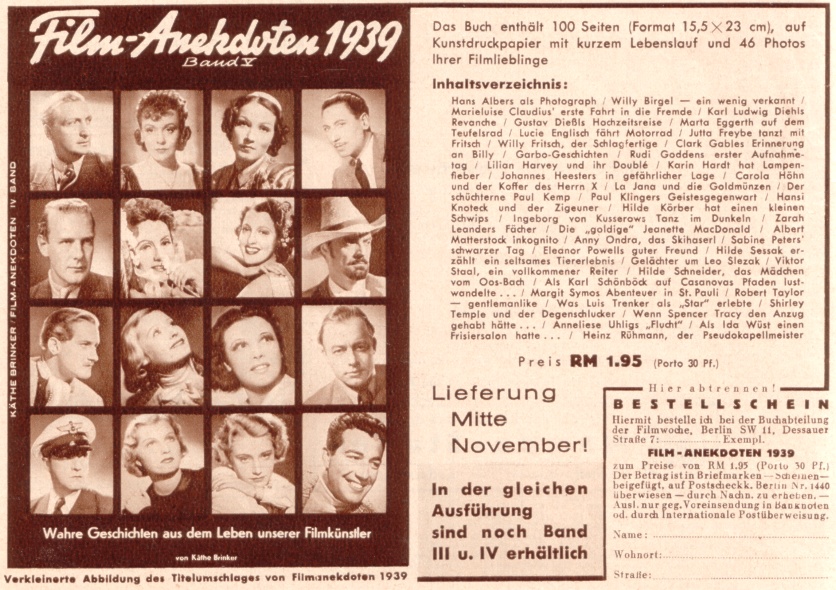 Film-Anekdoten 1939
Band V
KÄTHE BRINKER / FILM-ANEKDOTEN IV. BAND
Wahre Geschichten aus dem Leben unserer Filmkünstler
von Käthe Brinker
Verkleinerte Abbildung des Titelumschlages von Filmanekdoten 1939
Das Buch enthält 100 Seiten (Format 15,5×23 cm), auf
Kunstdruckpapier mit kurzem Lebenslauf und 46 Photos
Ihrer Filmlieblinge
Inhaltsverzeichnis:
Hans Albers als Photograph / Willy Birgel — ein wenig verkannt /
Marieluise Claudius' erste Fahrt in die Fremde / Karl Ludwig Diehls
Revanche / Gustav Dießls Hochzeitsreise / Marta Eggerth auf dem
Teufelsrad / Lucie Englisch fährt Motorrad / Jutta Freybe tanzt mit
Fritsch / Willy Fritsch, der Schlagfertige / Clark Gables Erinnerung
an Billy / Garbo-Geschichten / Rudi Goddens erster Aufnahme-
tag / Lilian Harvey und ihr Doublé / Karin Hardt hat Lampen-
fieber / Johannes Heesters in gefährlicher Lage / Carola Höhn
und der Koffer des Herrn X / La Jana und die Goldmünzen / Der
schüchterne Paul Kemp / Paul Klingers Geistesgegenwart / Hansi
Knoteck und der Zigeuner / Hilde Körber hat einen kleinen
Schwips / Ingeborg von Kusserows Tanz im Dunkeln / Zarah
Leanders Fächer / Die „goldige" Jeanette MacDonald / Albert
Matterstock inkognito / Anny Ondra, das Skihaserl / Sabine Peters'
schwarzer Tag / Eleanor Powells guter Freund / Hilde Sessak er-
zählt ein seltsames Tiererlebnis / Gelächter um Leo Slezak / Viktor
Staal, ein vollkommener Reiter / Hilde Schneider, das Mädchen
vom Oos-Bach / Als Karl Schönböck auf Casanovas Pfaden lust-
wandelte ... / Margit Symos Abenteuer in St. Pauli / Robert Taylor
— gentlemanlike / Was Luis Trenker als „Star" erlebte / Shirley
Temple und der Degenschlucker / Wenn Spencer Tracy den Anzug
gehabt hätte ... / Anneliese Uhligs „Flucht" / Als Ida Wüst einen
Frisiersalon hatte ... / Heinz Rühmann, der Pseudokapellmeister
Preis RM 1.95 (Porto 30 Pf.)
Lieferung
Mitte
November!
In der gleichen
Ausführung
sind noch Band
III u. IV erhältlich
Hier abtrennen!
BESTELLSCHEIN
Hiermit bestelle ich bei der Buchabteilung
der Filmwoche, Berlin SW 11, Dessauer
Straße 7:.................... Exempl.
FILM-ANEKDOTEN 1939
zum Preise von RM 1.95 (Porto 30 Pf.)
Der Betrag ist in Briefmarken — Scheinen —
beigefügt, auf Postscheckk. Berlin Nr. 1440
überwiesen — durch Nachn. zu erheben. —
Ausl. nur geg. Voreinsendung in Banknoten
od. durch Internationale Postüberweisung.
Name:
Wohnort:
Straße: